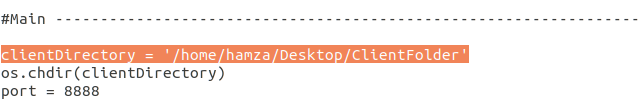 #Main -----------------------------------------------------------------
clientDirectory = '/home/hamza/Desktop/ClientFolder'
os.chdir(clientDirectory)
port = 8888